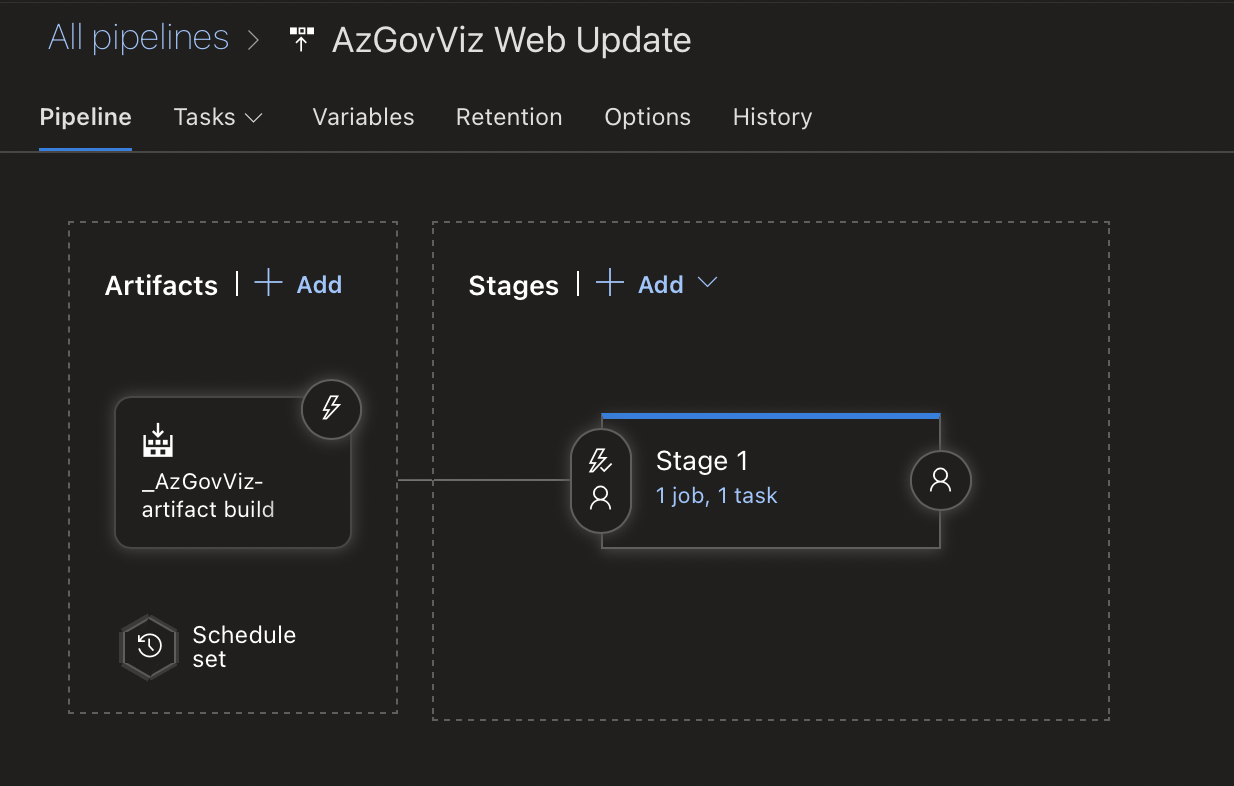 All pipelines > AzGovViz Web Update
Pipeline Tasks Variables Retention Options History
Artifacts | + Add
Stages | + Add
_AzGovViz-
artifact build
Stage 1
1 job, 1 task
Schedule
set